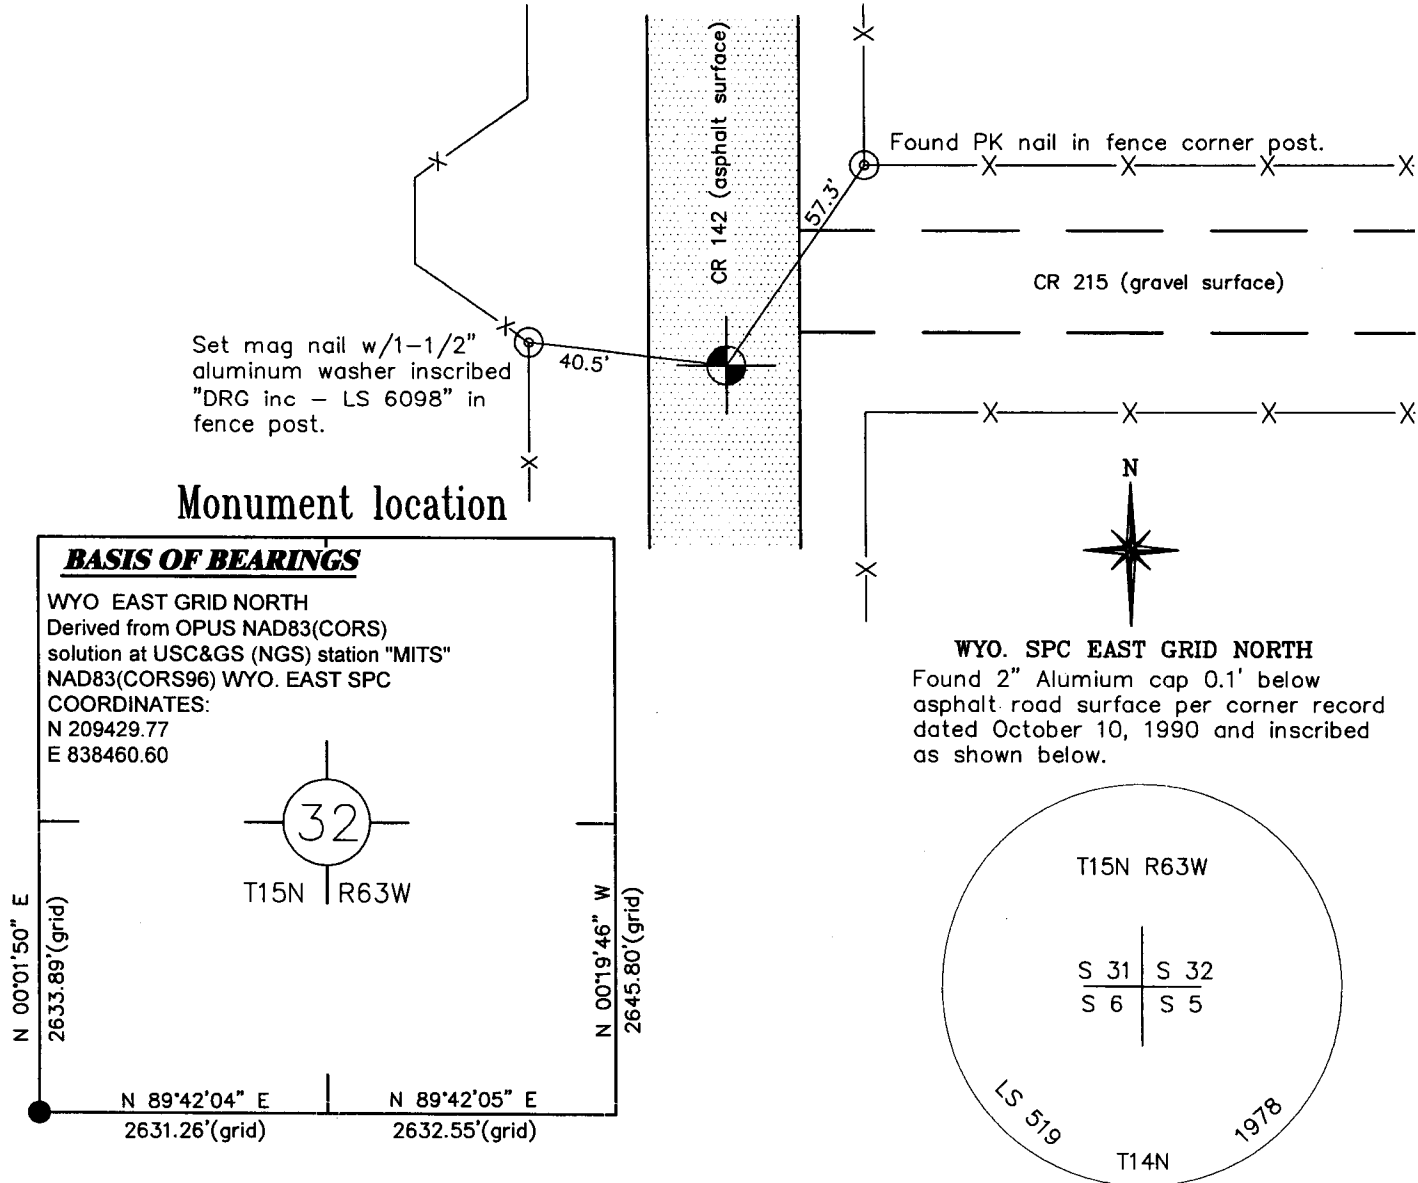 CR 142 (asphalt surface)
Found PK nail in fence corner post.
57.3'
CR 215 (gravel surface)
Set mag nail w/1-1/2"
aluminum washer inscribed
"DRG inc - LS 6098" in
fence post.
40.5'
Monument location
N
WYO. SPC EAST GRID NORTH
Found 2" Alumium cap 0.1' below
asphalt road surface per corner record
dated October 10, 1990 and inscribed
as shown below.
BASIS OF BEARINGS
WYO EAST GRID NORTH
Derived from OPUS NAD83(CORS)
solution at USC&GS (NGS) station "MITS"
NAD83(CORS96) WYO. EAST SPC
COORDINATES:
N 209429.77
E 838460.60
32
T15N R63W
N 00°01'50" E
2633.89'(grid)
N 00°19'46" W
2645.80'(grid)
N 89°42'04" E
2631.26'(grid)
N 89°42'05" E
2632.55'(grid)
T15N R63W
S 31 S 32
S 6 S 5
LS 519
1978
T14N